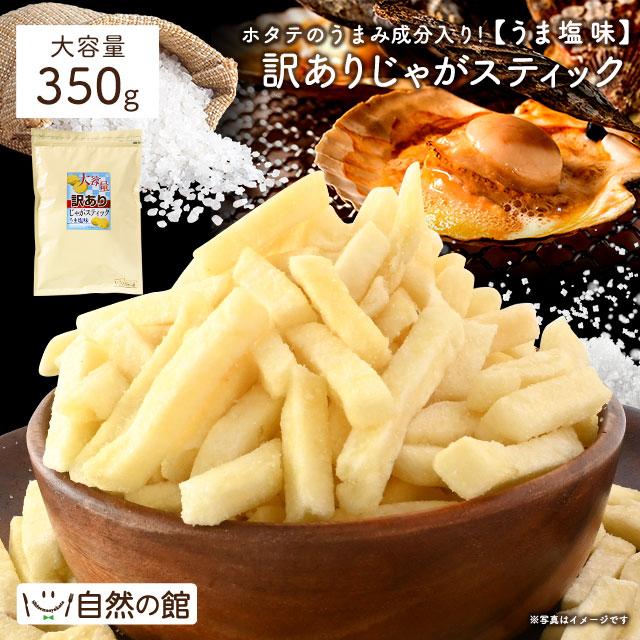 大容量
350g
ホタテのうまみ成分入り!【うま塩味】
訳ありじゃがスティック
大容量
訳あり
じゃがスティック
うま塩味
自然の館
※写真はイメージです